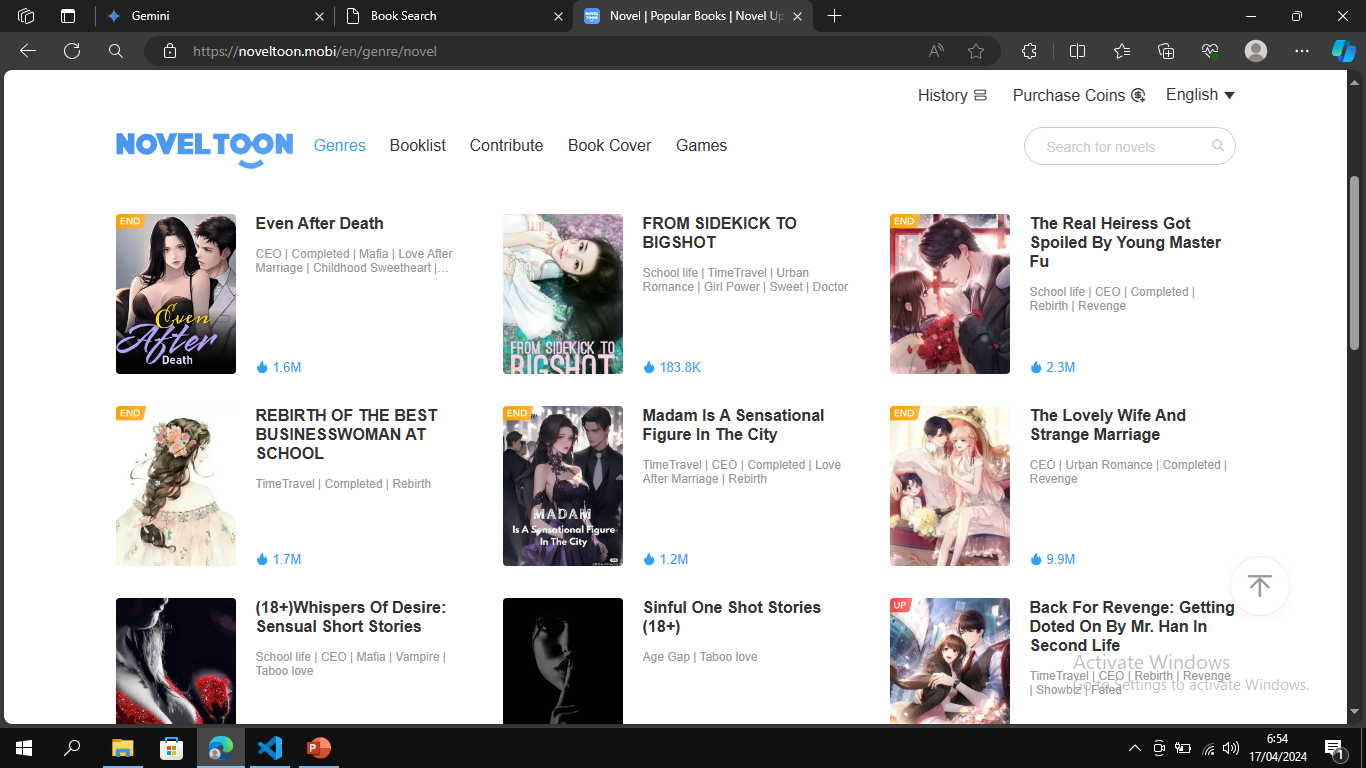 Gemini
Book Search
Novel | Popular Books | Novel Up
https://noveltoon.mobi/en/genre/novel
History
Purchase Coins
English
NOVELTOON
Genres
Booklist
Contribute
Book Cover
Games
Search for novels
END
Even After Death
Even After Death
CEO | Completed | Mafia | Love After
Marriage | Childhood Sweetheart |...
1.6M
FROM SIDEKICK TO
BIGSHOT
FROM SIDEKICK TO
BIGSHOT
School life | TimeTravel | Urban
Romance | Girl Power | Sweet | Doctor
183.8K
END
The Real Heiress Got
Spoiled By Young Master
Fu
School life | CEO | Completed |
Rebirth | Revenge
2.3M
END
REBIRTH OF THE BEST
BUSINESSWOMAN AT
SCHOOL
TimeTravel | Completed | Rebirth
1.7M
END
MADAM
Is A Sensational Figure
In The City
Madam Is A Sensational
Figure In The City
TimeTravel | CEO | Completed | Love
After Marriage | Rebirth
1.2M
END
The Lovely Wife And
Strange Marriage
CEO | Urban Romance | Completed |
Revenge
9.9M
(18+)Whispers Of Desire:
Sensual Short Stories
School life | CEO | Mafia | Vampire |
Taboo love
Sinful One Shot Stories
(18+)
Age Gap | Taboo love
UP
Back For Revenge: Getting
Doted On By Mr. Han In
Second Life
TimeTravel | CEO | Rebirth | Revenge
| Showbiz | Fated
Activate Windows
Go to Settings to activate Windows.
6:54
17/04/2024
1